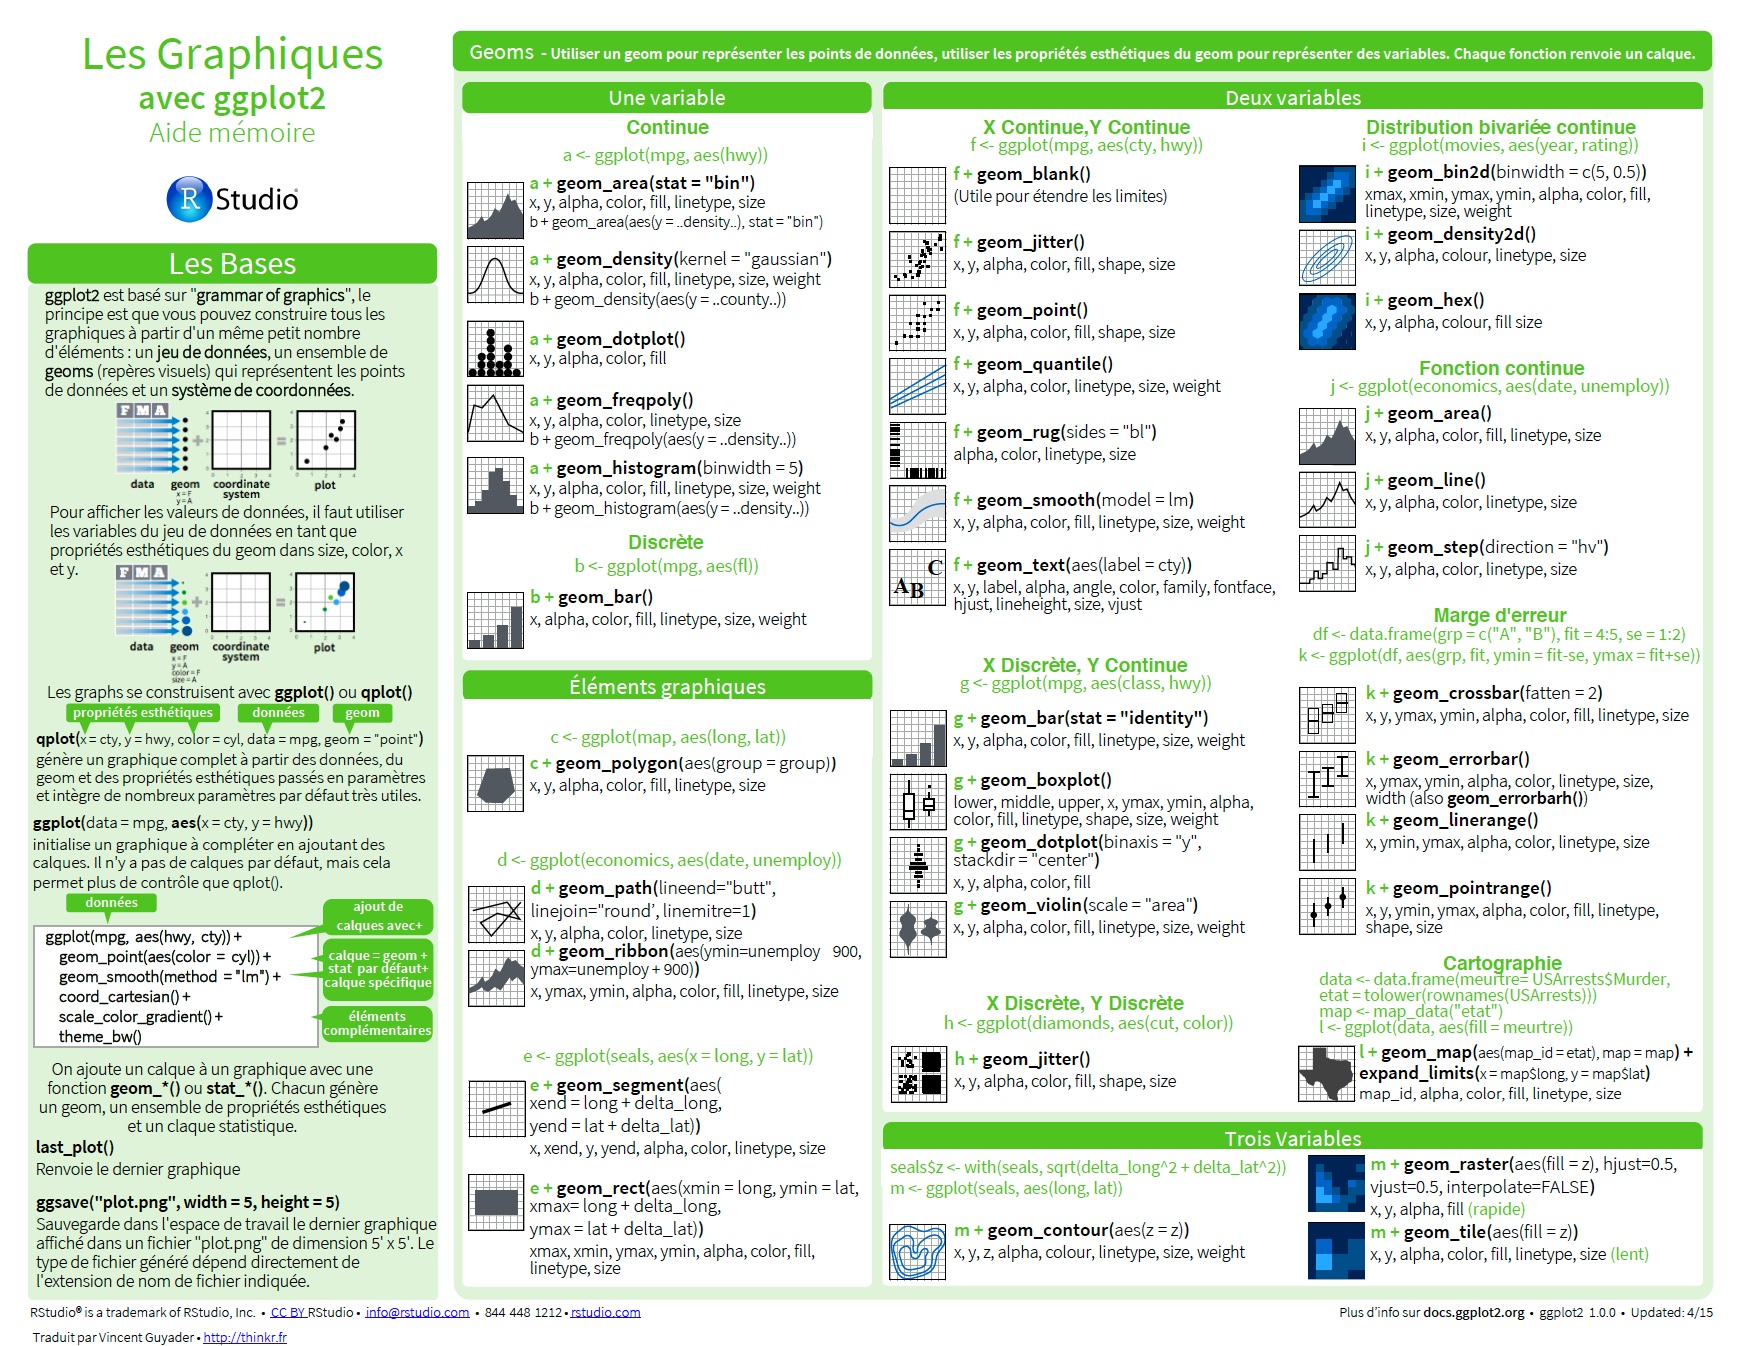 Les Graphiques
avec ggplot2
Aide mémoire
R Studio®
Les Bases
ggplot2 est basé sur "grammar of graphics", le
principe est que vous pouvez construire tous les
graphiques à partir d'un même petit nombre
d'éléments : un jeu de données, un ensemble de
geoms (repères visuels) qui représentent les points
de données et un système de coordonnées.
F M A
data geom coordinate system plot
x = F
y = A
Pour afficher les valeurs de données, il faut utiliser
les variables du jeu de données en tant que
propriétés esthétiques du geom dans size, color, x
et y.
F M A
data geom coordinate system plot
x = F
y = A
color = F
size = A
Les graphs se construisent avec ggplot() ou qplot()
propriétés esthétiques données geom
qplot(x = cty, y = hwy, color = cyl, data = mpg, geom = "point")
génère un graphique complet à partir des données, du
geom et des propriétés esthétiques passés en paramètres
et intègre de nombreux paramètres par défaut très utiles.
ggplot(data = mpg, aes(x = cty, y = hwy))
initialise un graphique à compléter en ajoutant des
calques. Il n'y a pas de calques par défaut, mais cela
permet plus de contrôle que qplot().
données
ggplot(mpg, aes(hwy, cty)) +
geom_point(aes(color = cyl)) +
geom_smooth(method = "lm") +
coord_cartesian() +
scale_color_gradient() +
theme_bw()
ajout de
calques avec+
calque = geom +
stat par défaut+
calque spécifique
éléments
complémentaires
On ajoute un calque à un graphique avec une
fonction geom_*() ou stat_*(). Chacun génère
un geom, un ensemble de propriétés esthétiques
et un claque statistique.
last_plot()
Renvoie le dernier graphique
ggsave("plot.png", width = 5, height = 5)
Sauvegarde dans l'espace de travail le dernier graphique
affiché dans un fichier "plot.png" de dimension 5' x 5'. Le
type de fichier généré dépend directement de
l'extension de nom de fichier indiquée.
Geoms - Utiliser un geom pour représenter les points de données, utiliser les propriétés esthétiques du geom pour représenter des variables. Chaque fonction renvoie un calque.
Une variable
Continue
a <- ggplot(mpg, aes(hwy))
a + geom_area(stat = "bin")
x, y, alpha, color, fill, linetype, size
b + geom_area(aes(y = ..density..), stat = "bin")
a + geom_density(kernel = "gaussian")
x, y, alpha, color, fill, linetype, size, weight
b + geom_density(aes(y = ..county..))
a + geom_dotplot()
x, y, alpha, color, fill
a + geom_freqpoly()
x, y, alpha, color, linetype, size
b + geom_freqpoly(aes(y = ..density..))
a + geom_histogram(binwidth = 5)
x, y, alpha, color, fill, linetype, size, weight
b + geom_histogram(aes(y = ..density..))
Discrète
b <- ggplot(mpg, aes(fl))
b + geom_bar()
x, alpha, color, fill, linetype, size, weight
Éléments graphiques
c <- ggplot(map, aes(long, lat))
c + geom_polygon(aes(group = group))
x, y, alpha, color, fill, linetype, size
d <- ggplot(economics, aes(date, unemploy))
d + geom_path(lineend="butt",
linejoin="round’, linemitre=1)
x, y, alpha, color, linetype, size
d + geom_ribbon(aes(ymin=unemploy 900,
ymax=unemploy + 900))
x, ymax, ymin, alpha, color, fill, linetype, size
e <- ggplot(seals, aes(x = long, y = lat))
e + geom_segment(aes(
xend = long + delta_long,
yend = lat + delta_lat))
x, xend, y, yend, alpha, color, linetype, size
e + geom_rect(aes(xmin = long, ymin = lat,
xmax= long + delta_long,
ymax = lat + delta_lat))
xmax, xmin, ymax, ymin, alpha, color, fill,
linetype, size
Deux variables
X Continue,Y Continue
f <- ggplot(mpg, aes(cty, hwy))
f + geom_blank()
(Utile pour étendre les limites)
f + geom_jitter()
x, y, alpha, color, fill, shape, size
f + geom_point()
x, y, alpha, color, fill, shape, size
f + geom_quantile()
x, y, alpha, color, linetype, size, weight
f + geom_rug(sides = "bl")
alpha, color, linetype, size
f + geom_smooth(model = lm)
x, y, alpha, color, fill, linetype, size, weight
C
AB
f + geom_text(aes(label = cty))
x, y, label, alpha, angle, color, family, fontface,
hjust, lineheight, size, vjust
X Discrète, Y Continue
g <- ggplot(mpg, aes(class, hwy))
g + geom_bar(stat = "identity")
x, y, alpha, color, fill, linetype, size, weight
g + geom_boxplot()
lower, middle, upper, x, ymax, ymin, alpha,
color, fill, linetype, shape, size, weight
g + geom_dotplot(binaxis = "y",
stackdir = "center")
x, y, alpha, color, fill
g + geom_violin(scale = "area")
x, y, alpha, color, fill, linetype, size, weight
X Discrète, Y Discrète
h <- ggplot(diamonds, aes(cut, color))
h + geom_jitter()
x, y, alpha, color, fill, shape, size
Distribution bivariée continue
i <- ggplot(movies, aes(year, rating))
i + geom_bin2d(binwidth = c(5, 0.5))
xmax, xmin, ymax, ymin, alpha, color, fill,
linetype, size, weight
i + geom_density2d()
x, y, alpha, colour, linetype, size
i + geom_hex()
x, y, alpha, colour, fill size
Fonction continue
j <- ggplot(economics, aes(date, unemploy))
j + geom_area()
x, y, alpha, color, fill, linetype, size
j + geom_line()
x, y, alpha, color, linetype, size
j + geom_step(direction = "hv")
x, y, alpha, color, linetype, size
Marge d'erreur
df <- data.frame(grp = c("A", "B"), fit = 4:5, se = 1:2)
k <- ggplot(df, aes(grp, fit, ymin = fit-se, ymax = fit+se))
k + geom_crossbar(fatten = 2)
x, y, ymax, ymin, alpha, color, fill, linetype, size
k + geom_errorbar()
x, ymax, ymin, alpha, color, linetype, size,
width (also geom_errorbarh())
k + geom_linerange()
x, ymin, ymax, alpha, color, linetype, size
k + geom_pointrange()
x, y, ymin, ymax, alpha, color, fill, linetype,
shape, size
Cartographie
data <- data.frame(meurtre= USArrests$Murder,
etat = tolower(rownames(USArrests)))
map <- map_data("etat")
l <- ggplot(data, aes(fill = meurtre))
l + geom_map(aes(map_id = etat), map = map) +
expand_limits(x = map$long, y = map$lat)
map_id, alpha, color, fill, linetype, size
Trois Variables
seals$z <- with(seals, sqrt(delta_long^2 + delta_lat^2))
m <- ggplot(seals, aes(long, lat))
m + geom_contour(aes(z = z))
x, y, z, alpha, colour, linetype, size, weight
m + geom_raster(aes(fill = z), hjust=0.5,
vjust=0.5, interpolate=FALSE)
x, y, alpha, fill (rapide)
m + geom_tile(aes(fill = z))
x, y, alpha, color, fill, linetype, size (lent)
RStudio® is a trademark of RStudio, Inc. • CC BY RStudio • info@rstudio.com • 844 448 1212 • rstudio.com
Traduit par Vincent Guyader • http://thinkr.fr
Plus d’info sur docs.ggplot2.org • ggplot2 1.0.0 • Updated: 4/15